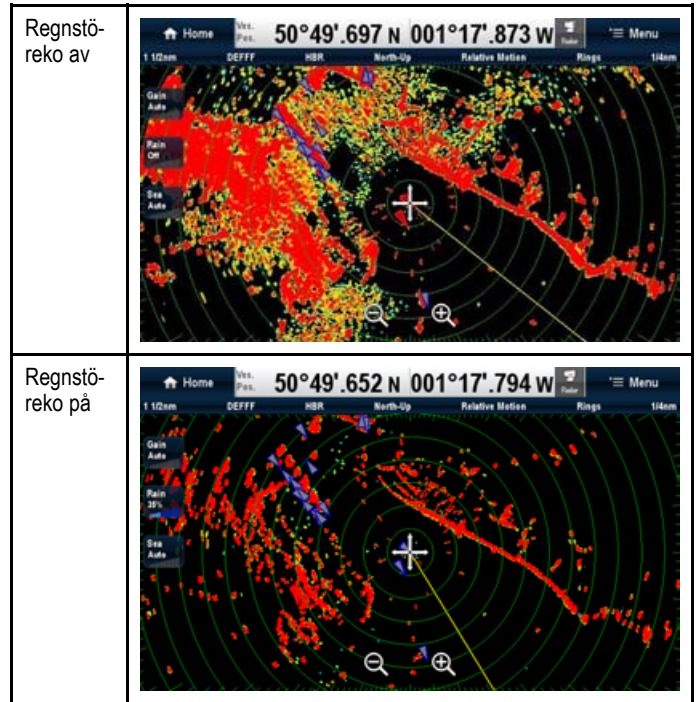 Regnstö-
reko av
Home Ves. Pos. 50°49'.697 N 001°17'.873 W Radar Menu
1 1/2nm DEFFF HBR North-Up Relative Motion Rings 1/4nm
Gain
Auto
Rain
Off
Sea
Auto
Regnstö-
reko på
Home Ves. Pos. 50°49'.652 N 001°17'.794 W Radar Menu
1 1/2nm DEFFF HBR North-Up Relative Motion Rings 1/4nm
Gain
Auto
Rain
35%
Sea
Auto